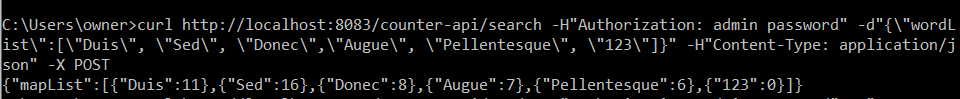 C:\Users\owner>curl http://localhost:8083/counter-api/search -H"Authorization: admin password" -d"{\"wordL
ist\":[\"Duis\", \"Sed\", \"Donec\",\"Augue\", \"Pellentesque\", \"123\"]}" -H"Content-Type: application/j
son" -X POST
{"mapList":[{"Duis":11},{"Sed":16},{"Donec":8},{"Augue":7},{"Pellentesque":6},{"123":0}]}